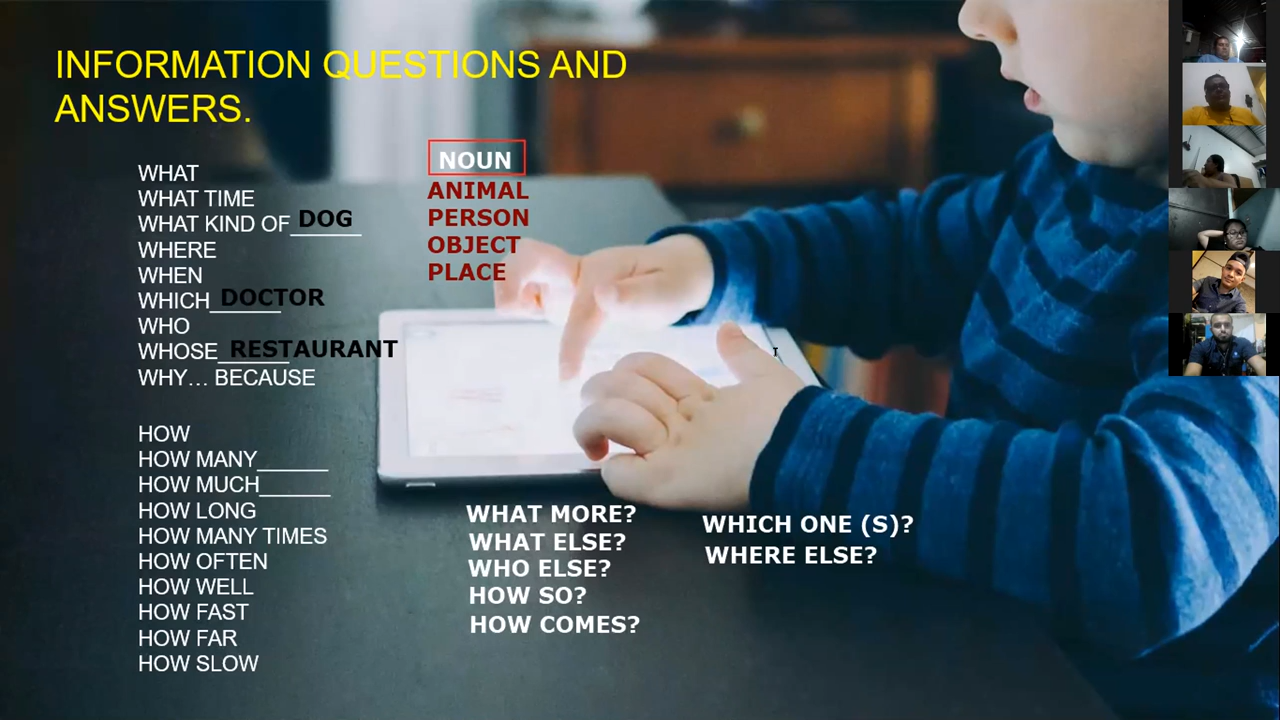 INFORMATION QUESTIONS AND
ANSWERS.
WHAT
WHAT TIME
WHAT KIND OF DOG
WHERE
WHEN
WHICH DOCTOR
WHO
WHOSE RESTAURANT
WHY... BECAUSE
NOUN
ANIMAL
PERSON
OBJECT
PLACE
HOW
HOW MANY______
HOW MUCH______
HOW LONG
HOW MANY TIMES
HOW OFTEN
HOW WELL
HOW FAST
HOW FAR
HOW SLOW
WHAT MORE?
WHAT ELSE?
WHO ELSE?
HOW SO?
HOW COMES?
WHICH ONE (S)?
WHERE ELSE?